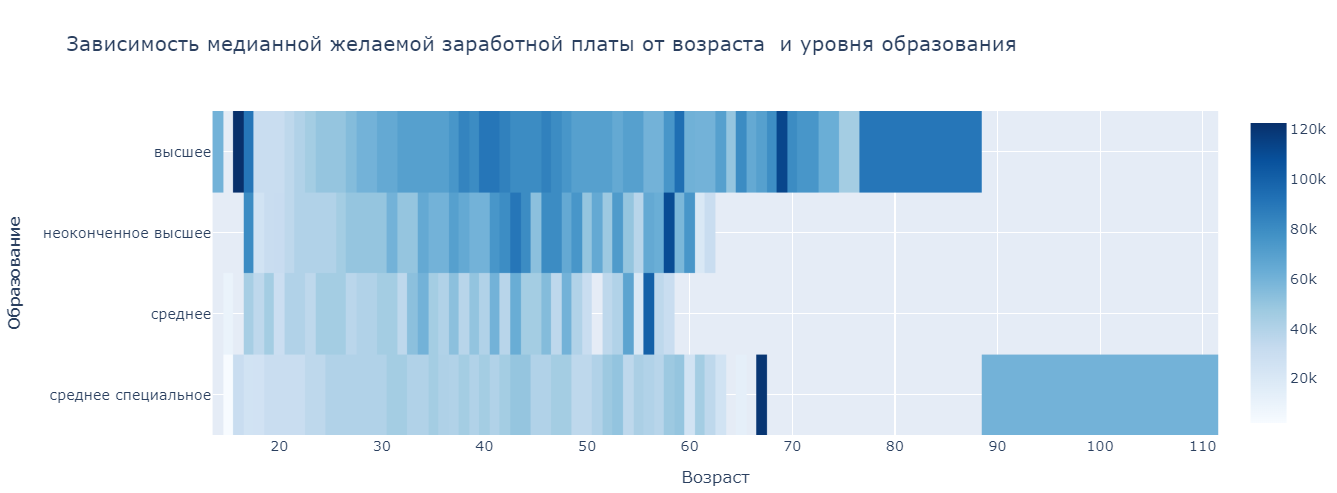 Зависимость медианной желаемой заработной платы от возраста  и уровня образования
Образование
высшее
неоконченное высшее
среднее
среднее специальное
20 30 40 50 60 70 80 90 100 110
Возраст
120k
100k
80k
60k
40k
20k